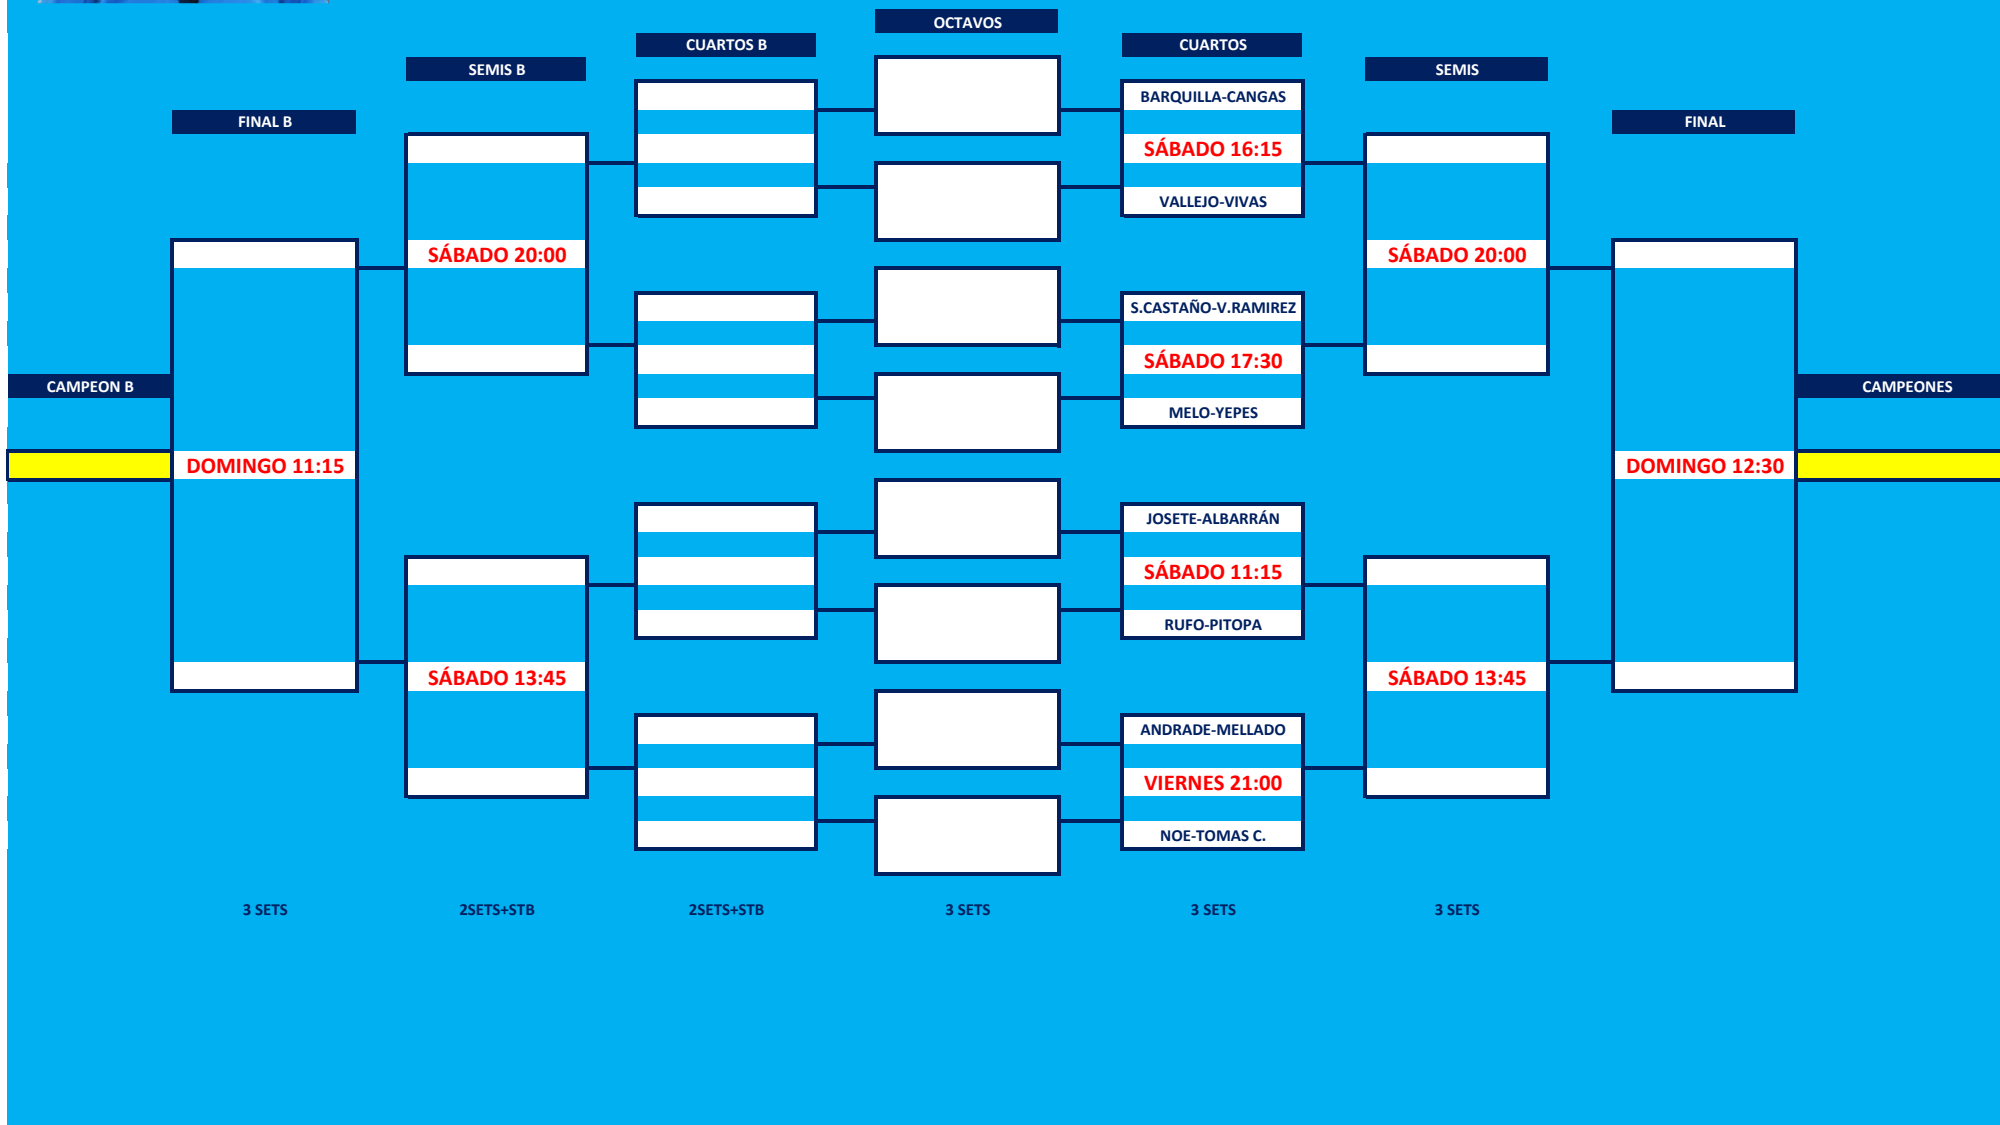 OCTAVOS
CUARTOS B
CUARTOS
SEMIS B
SEMIS
BARQUILLA-CANGAS
FINAL B
FINAL
SÁBADO 16:15
VALLEJO-VIVAS
SÁBADO 20:00
SÁBADO 20:00
S.CASTAÑO-V.RAMIREZ
SÁBADO 17:30
CAMPEON B
CAMPEONES
MELO-YEPES
DOMINGO 11:15
DOMINGO 12:30
JOSETE-ALBARRÁN
SÁBADO 11:15
RUFO-PITOPA
SÁBADO 13:45
SÁBADO 13:45
ANDRADE-MELLADO
VIERNES 21:00
NOE-TOMAS C.
3 SETS
2SETS+STB
2SETS+STB
3 SETS
3 SETS
3 SETS